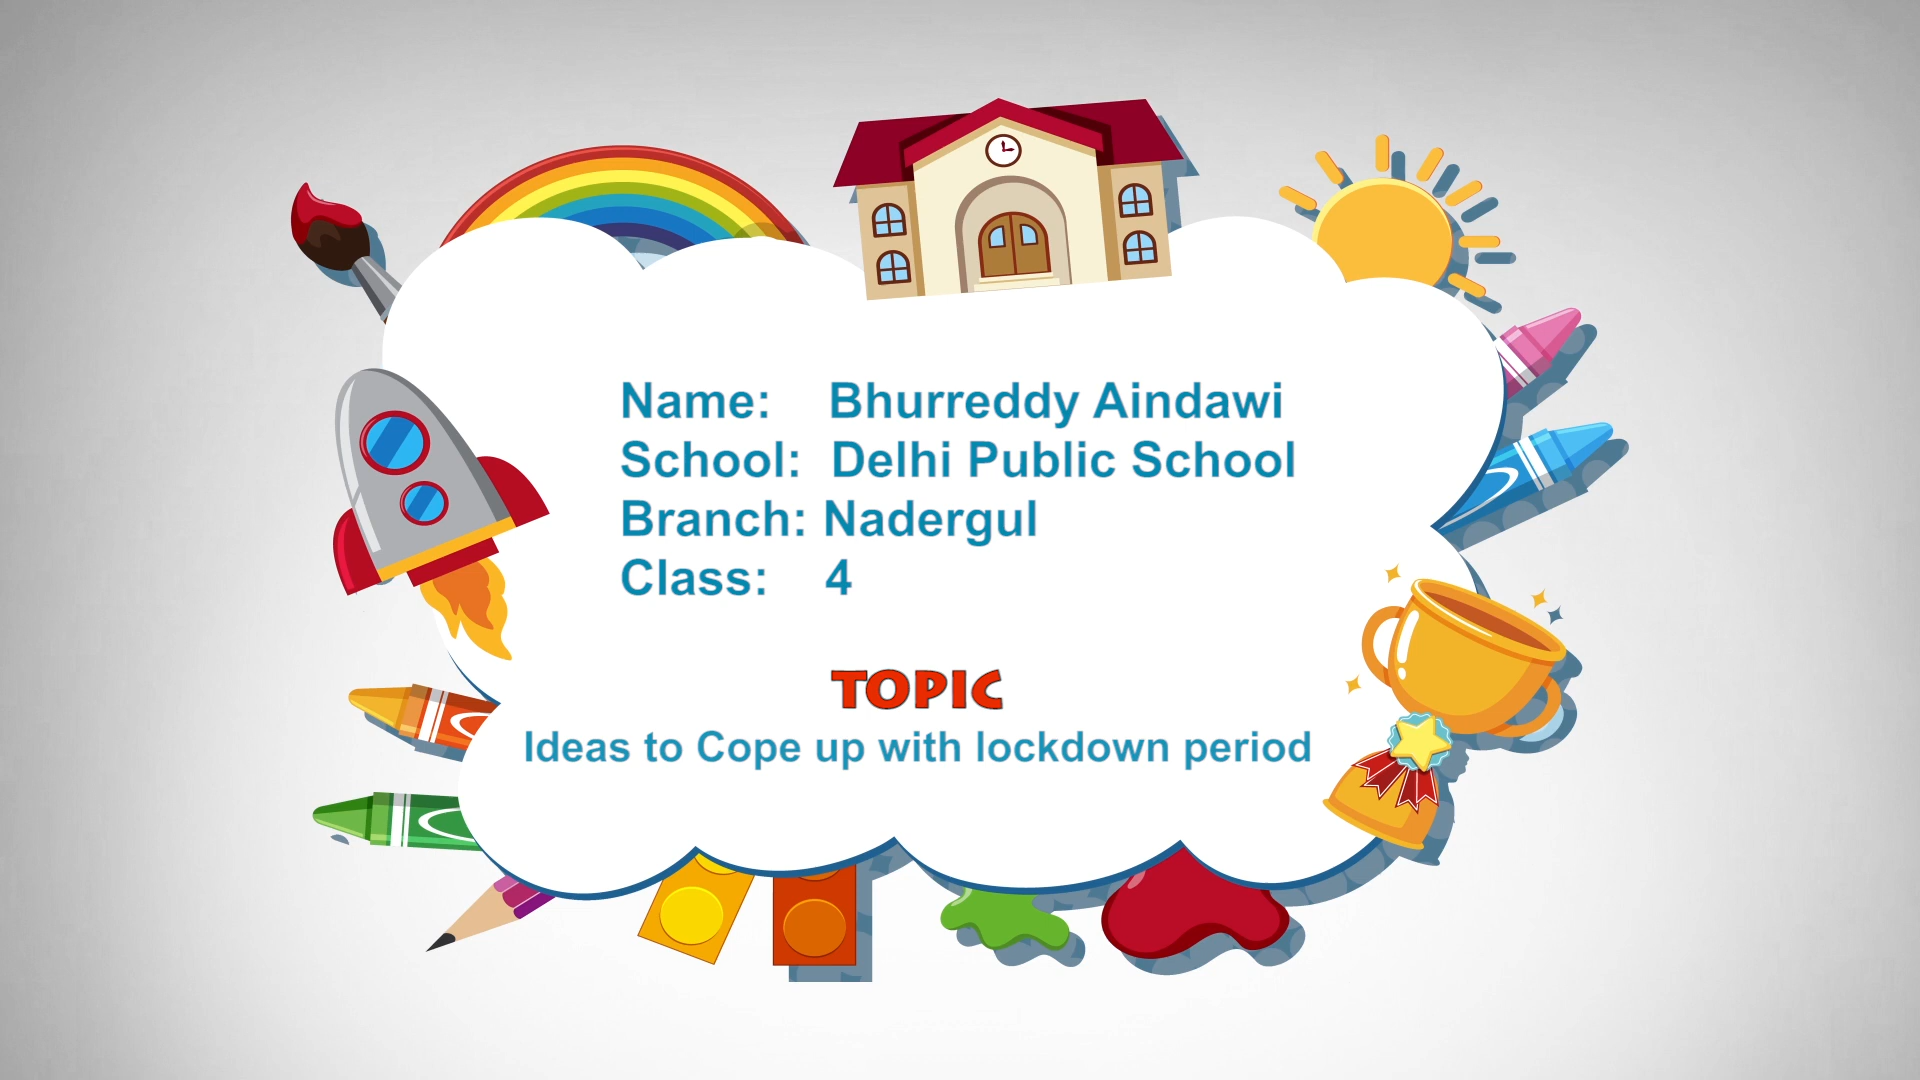 Name: Bhurreddy Aindawi
School: Delhi Public School
Branch: Nadergul
Class: 4
TOPIC
Ideas to Cope up with lockdown period